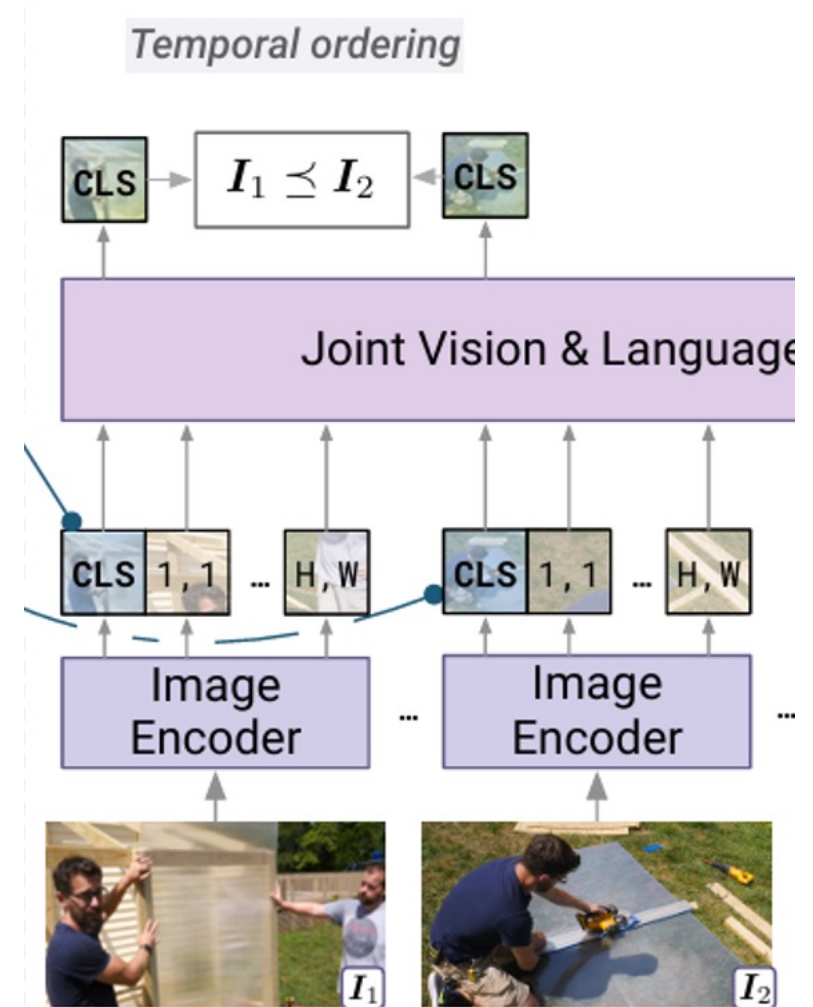 Temporal ordering
CLS I₁ ⪯ I₂ CLS
Joint Vision & Language
CLS 1,1 ... H,W CLS 1,1 ... H,W
Image
Encoder
...
Image
Encoder
...
I₁ I₂